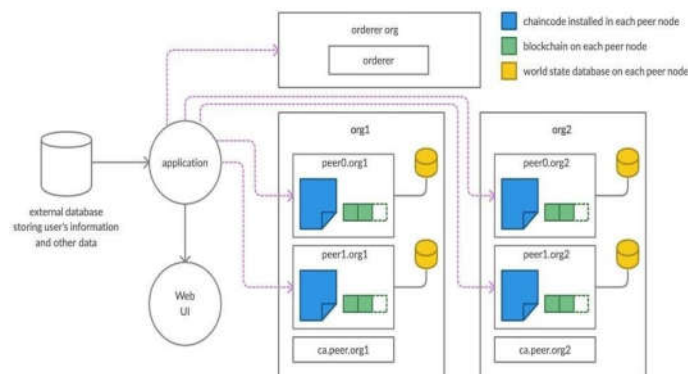 orderer org
orderer
chaincode installed in each peer node
blockchain on each peer node
world state database on each peer node
application
external database
storing user's information
and other data
Web
UI
org1
peer0.org1
peer1.org1
ca.peer.org1
org2
peer0.org2
peer1.org2
ca.peer.org2